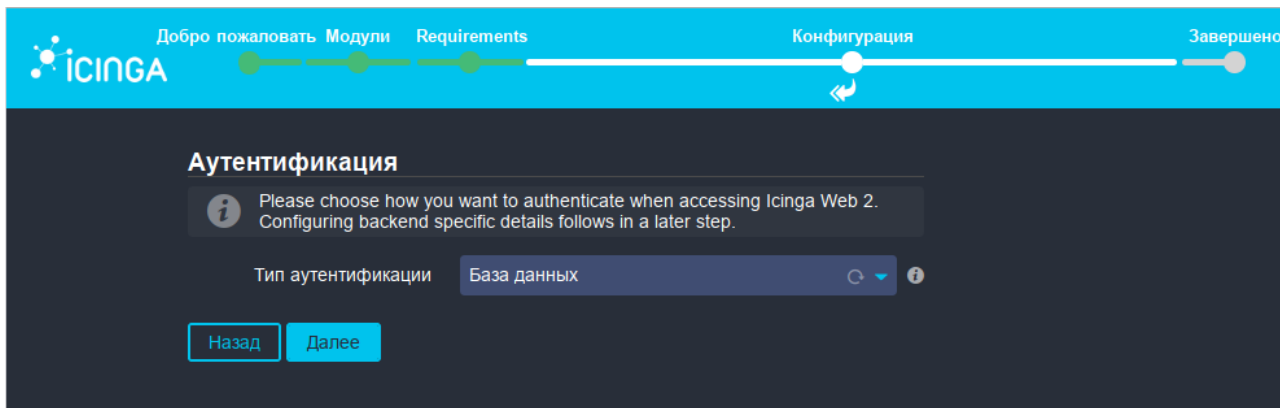 Добро пожаловать Модули Requirements Конфигурация Завершено
ICINGA
Аутентификация
Please choose how you want to authenticate when accessing Icinga Web 2.
Configuring backend specific details follows in a later step.
Тип аутентификации База данных
Назад Далее